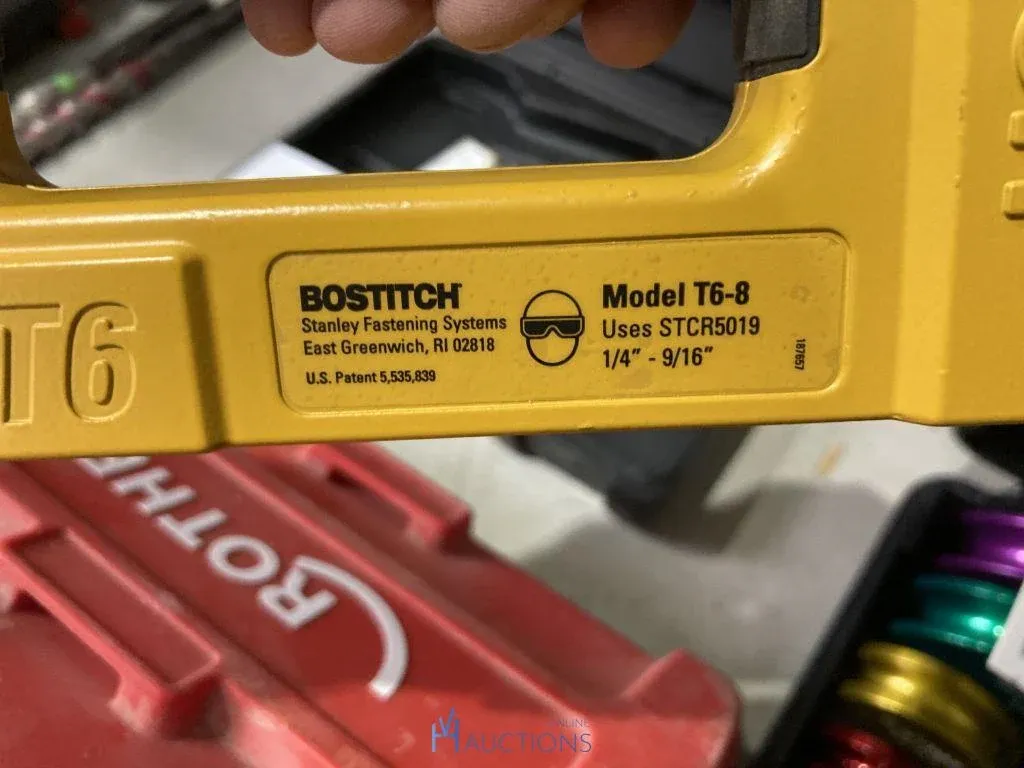 BOSTITCH
Stanley Fastening Systems
East Greenwich, RI 02818
U.S. Patent 5,535,839
Model T6-8
Uses STCR5019
1/4" - 9/16"
187657
T6
ROTHE
ONLINE
AUCTIONS